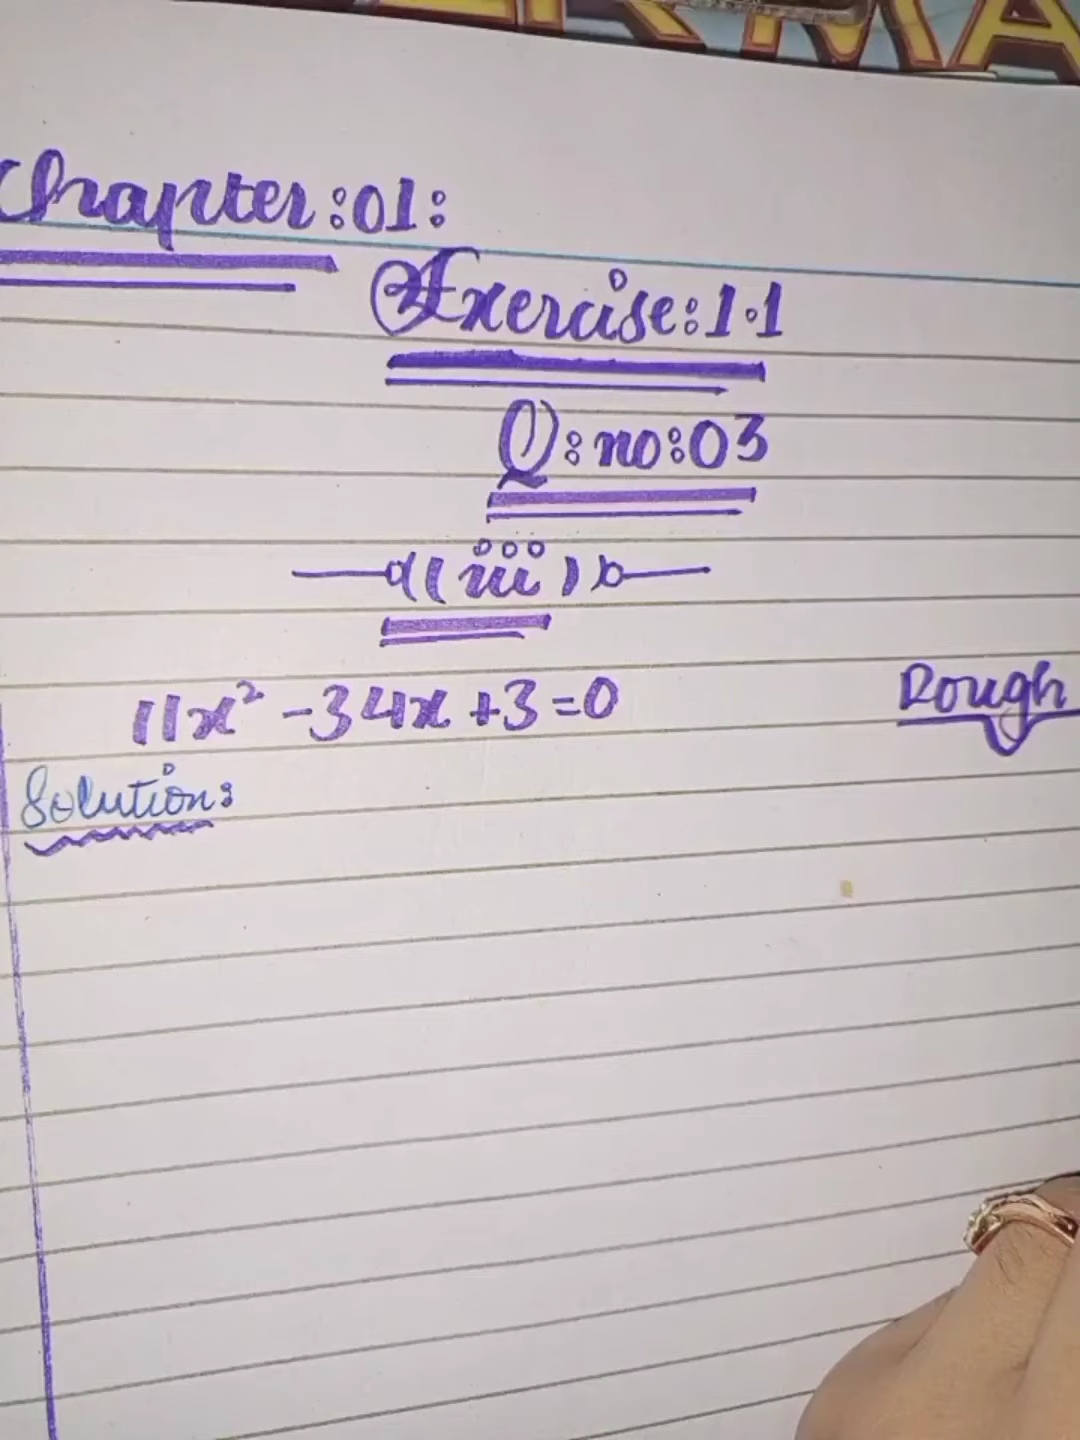 Chapter:01:
Exercise:1.1
Q:no:03
(iii)
11x² -34x +3=0
Rough
Solution: